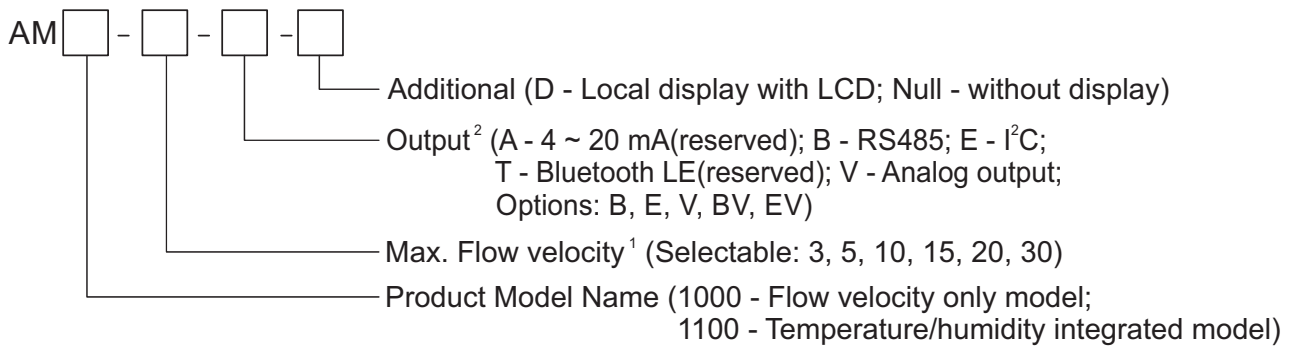 AM - - -
Additional (D - Local display with LCD; Null - without display)
Output² (A - 4 ~ 20 mA(reserved); B - RS485; E - I²C;
T - Bluetooth LE(reserved); V - Analog output;
Options: B, E, V, BV, EV)
Max. Flow velocity¹ (Selectable: 3, 5, 10, 15, 20, 30)
Product Model Name (1000 - Flow velocity only model;
1100 - Temperature/humidity integrated model)